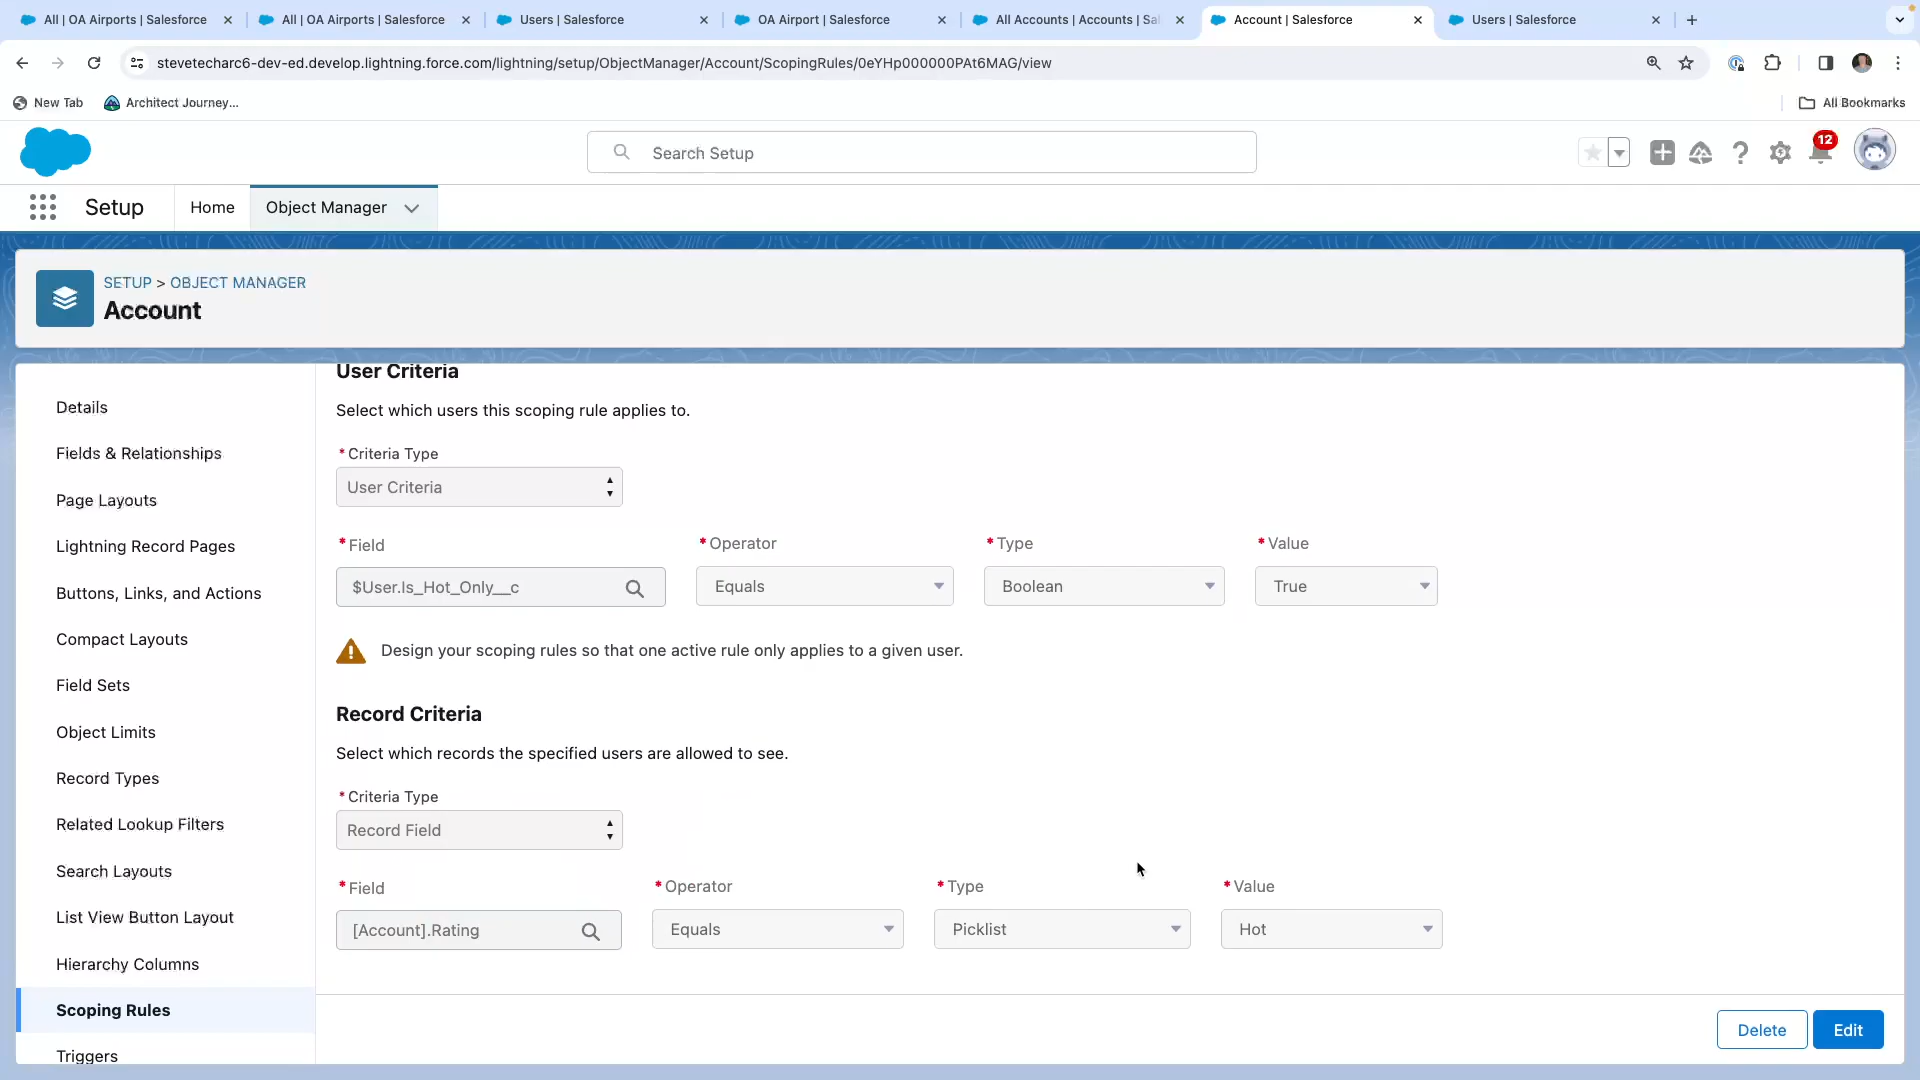 All | OA Airports | Salesforce
All | OA Airports | Salesforce
Users | Salesforce
OA Airport | Salesforce
All Accounts | Accounts | Sal
Account | Salesforce
Users | Salesforce
stevetecharc6-dev-ed.develop.lightning.force.com/lightning/setup/ObjectManager/Account/ScopingRules/0eYHp000000PAt6MAG/view
New Tab
Architect Journey...
All Bookmarks
Search Setup
12
Setup
Home
Object Manager
SETUP > OBJECT MANAGER
Account
Details
Fields & Relationships
Page Layouts
Lightning Record Pages
Buttons, Links, and Actions
Compact Layouts
Field Sets
Object Limits
Record Types
Related Lookup Filters
Search Layouts
List View Button Layout
Hierarchy Columns
Scoping Rules
Triggers
User Criteria
Select which users this scoping rule applies to.
* Criteria Type
User Criteria
* Field
* Operator
* Type
* Value
$User.Is_Hot_Only__c
Equals
Boolean
True
Design your scoping rules so that one active rule only applies to a given user.
Record Criteria
Select which records the specified users are allowed to see.
* Criteria Type
Record Field
* Field
* Operator
* Type
* Value
[Account].Rating
Equals
Picklist
Hot
Delete
Edit